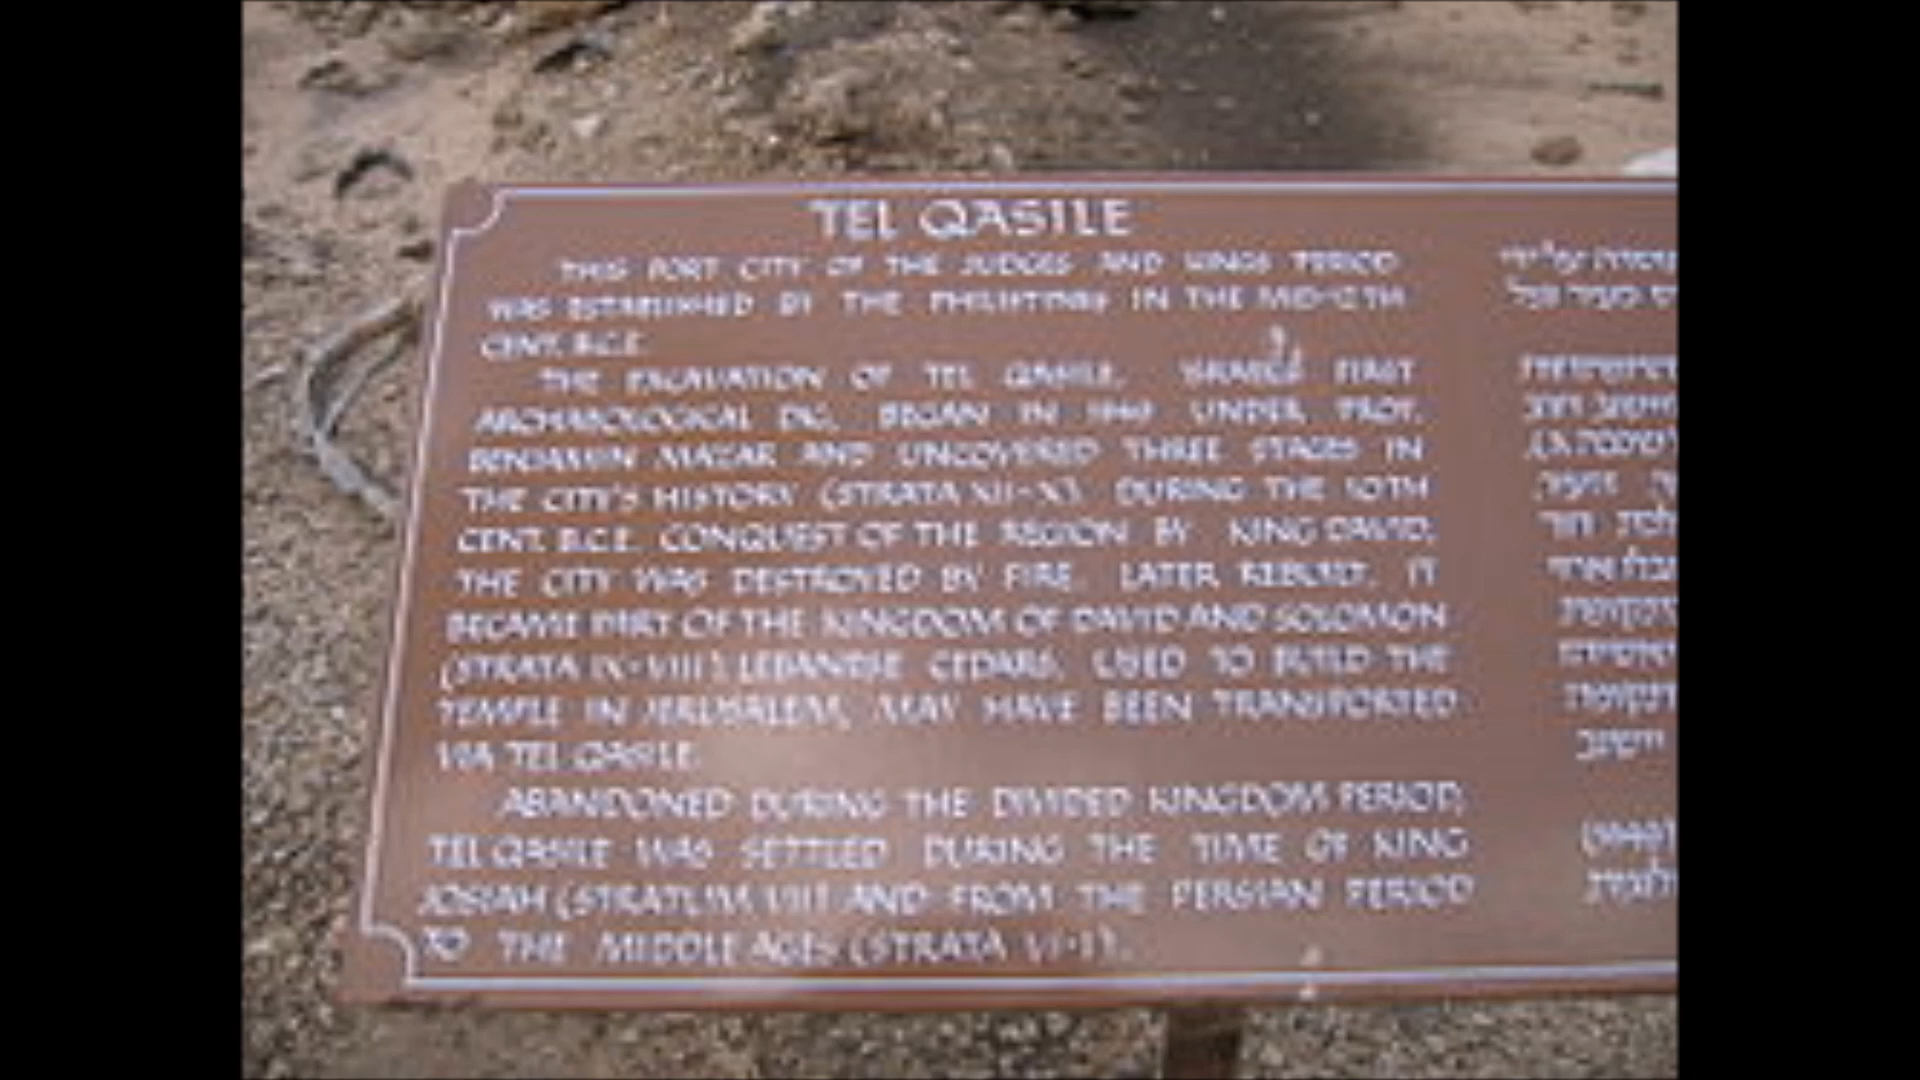 TEL QASILE
THIS PORT CITY OF THE JUDGES AND KINGS PERIOD
WAS ESTABLISHED BY THE PHILISTINES IN THE MID-12TH
CENT. B.C.E.
THE EXCAVATION OF TEL QASILE, ISRAEL'S FIRST
ARCHAEOLOGICAL DIG, BEGAN IN 1949 UNDER PROF.
BENJAMIN MAZAR AND UNCOVERED THREE STAGES IN
THE CITY'S HISTORY (STRATA XII-X). DURING THE 10TH
CENT. B.C.E. CONQUEST OF THE REGION BY KING DAVID,
THE CITY WAS DESTROYED BY FIRE. LATER REBUILT, IT
BECAME PART OF THE KINGDOM OF DAVID AND SOLOMON
(STRATA IX-VIII). LEBANESE CEDARS, USED TO BUILD THE
TEMPLE IN JERUSALEM, MAY HAVE BEEN TRANSPORTED
VIA TEL QASILE.
ABANDONED DURING THE DIVIDED KINGDOM PERIOD,
TEL QASILE WAS SETTLED DURING THE TIME OF KING
JOSIAH (STRATUM VII) AND FROM THE PERSIAN PERIOD
TO THE MIDDLE AGES (STRATA VI-I).